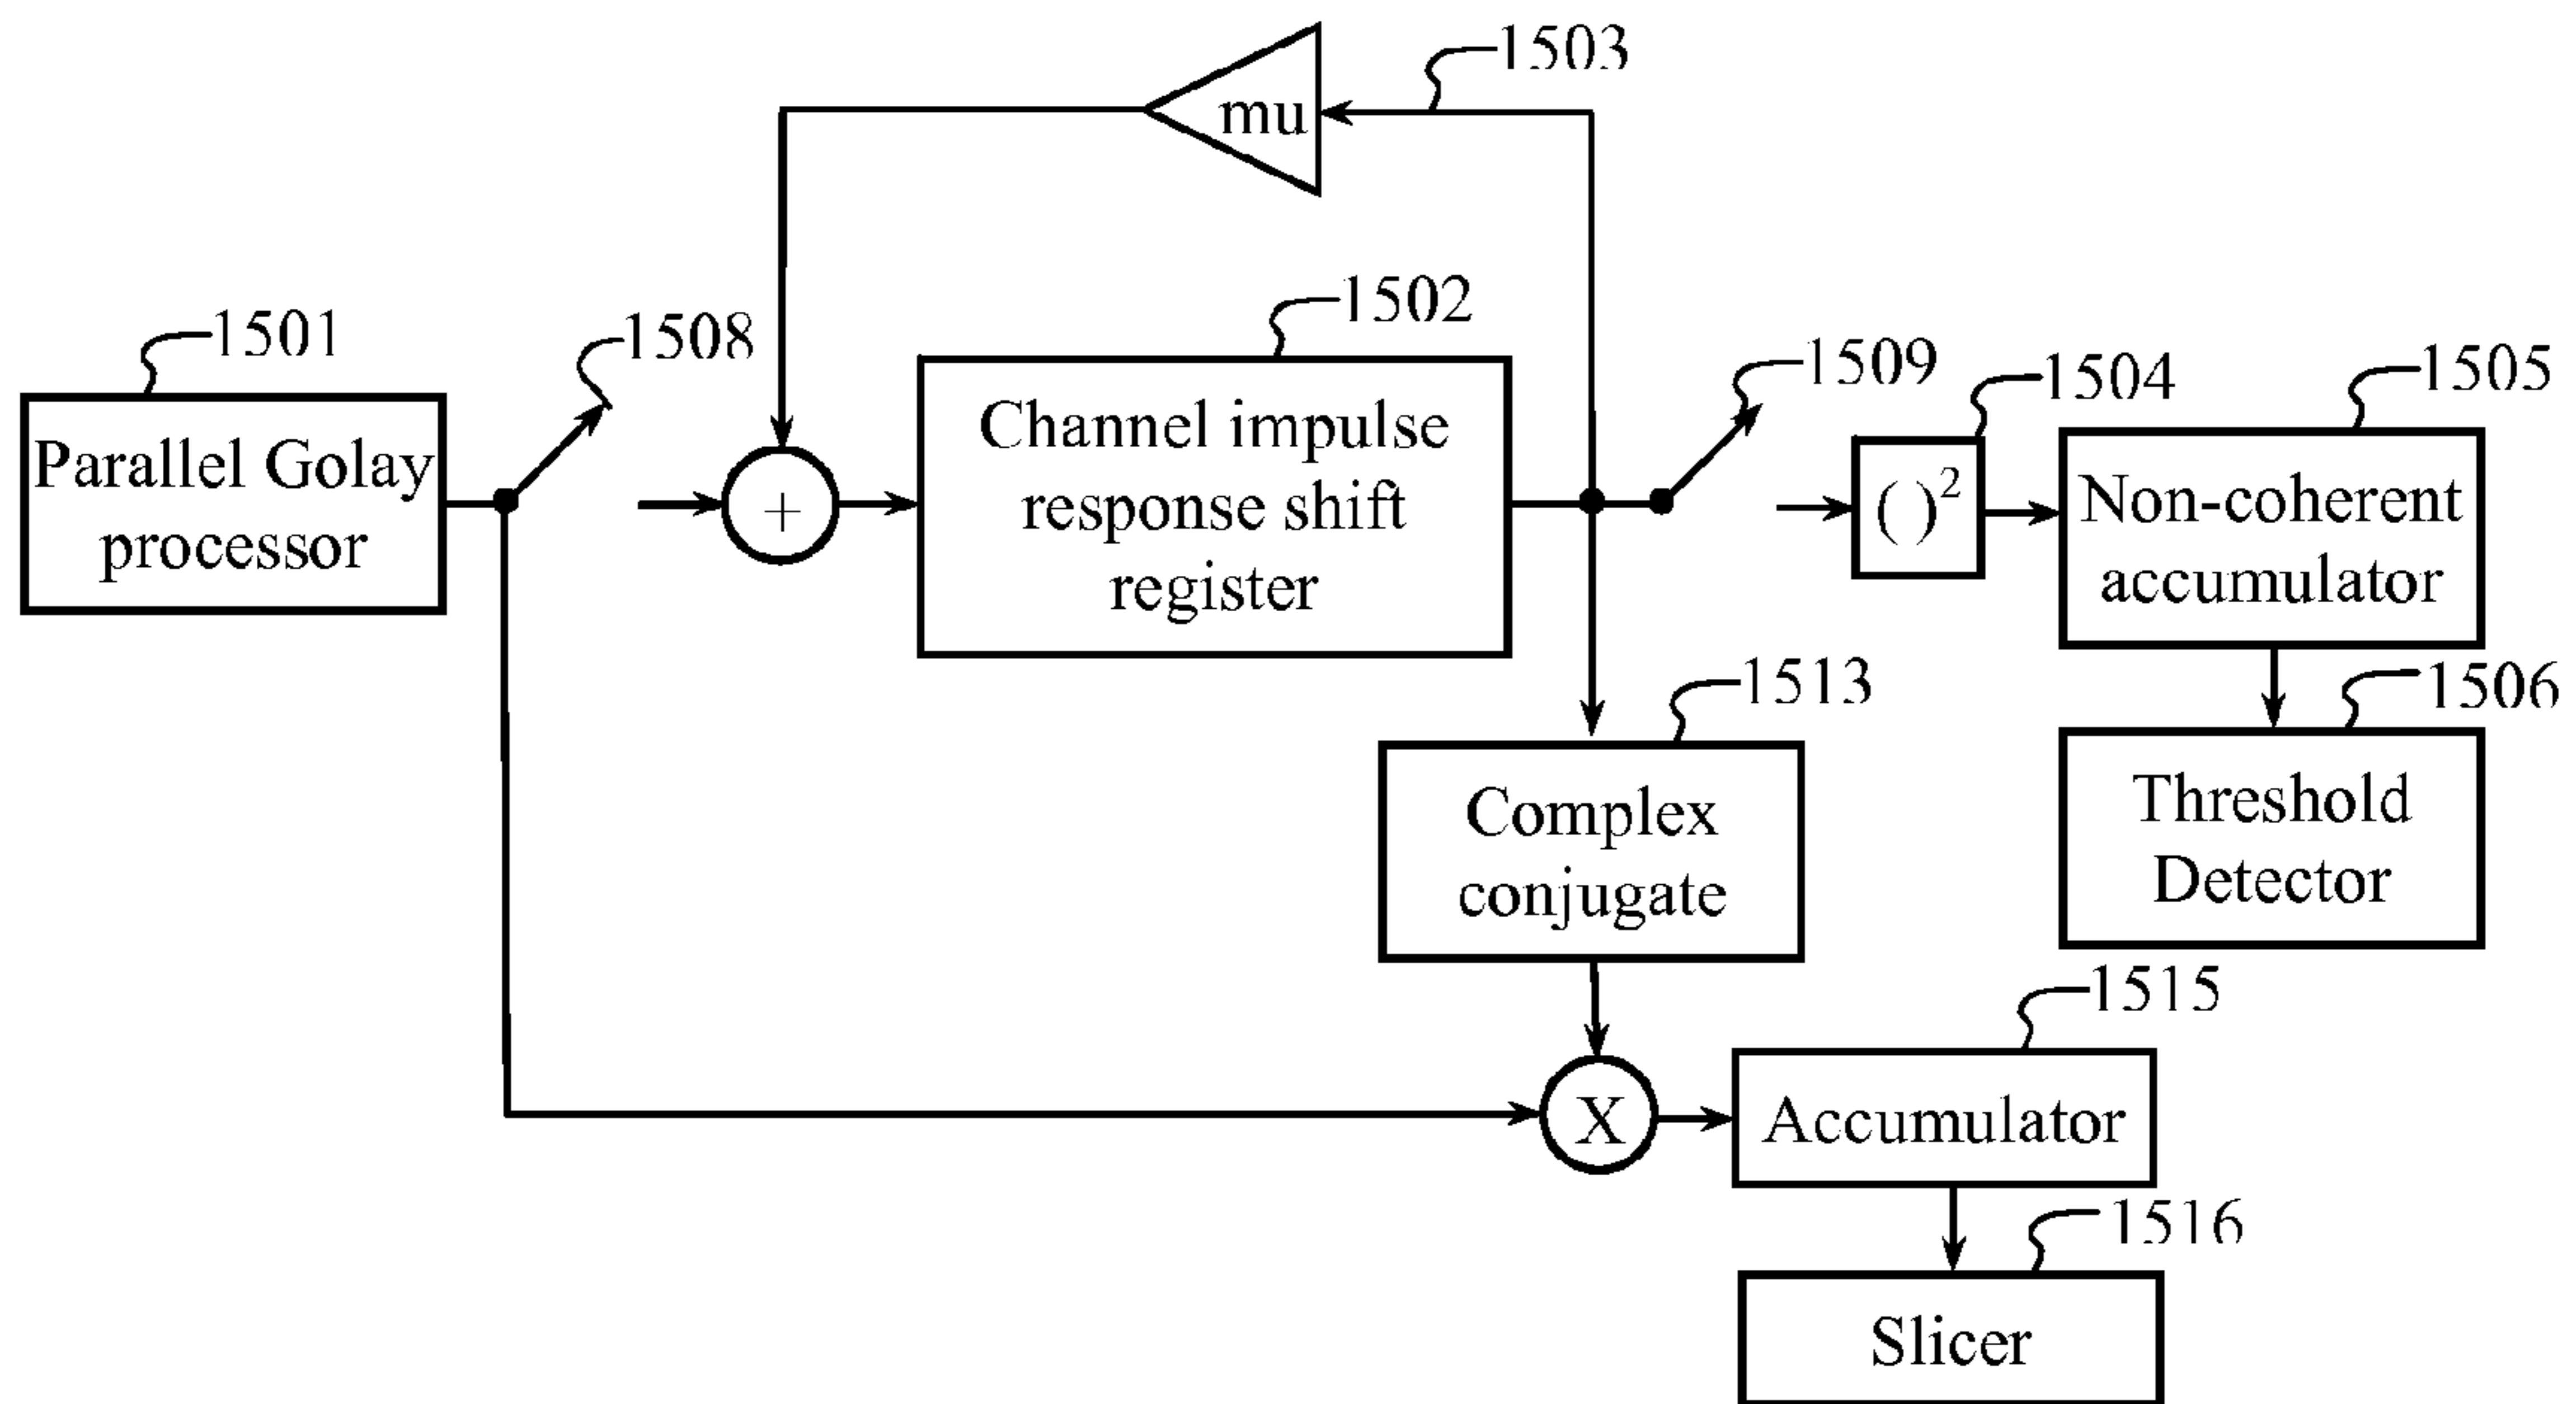 1503
mu
1502
1501
1508
1509
1504
1505
Parallel Golay
processor
+
Channel impulse
response shift
register
( )²
Non-coherent
accumulator
1513
1506
Complex
conjugate
Threshold
Detector
1515
X
Accumulator
1516
Slicer